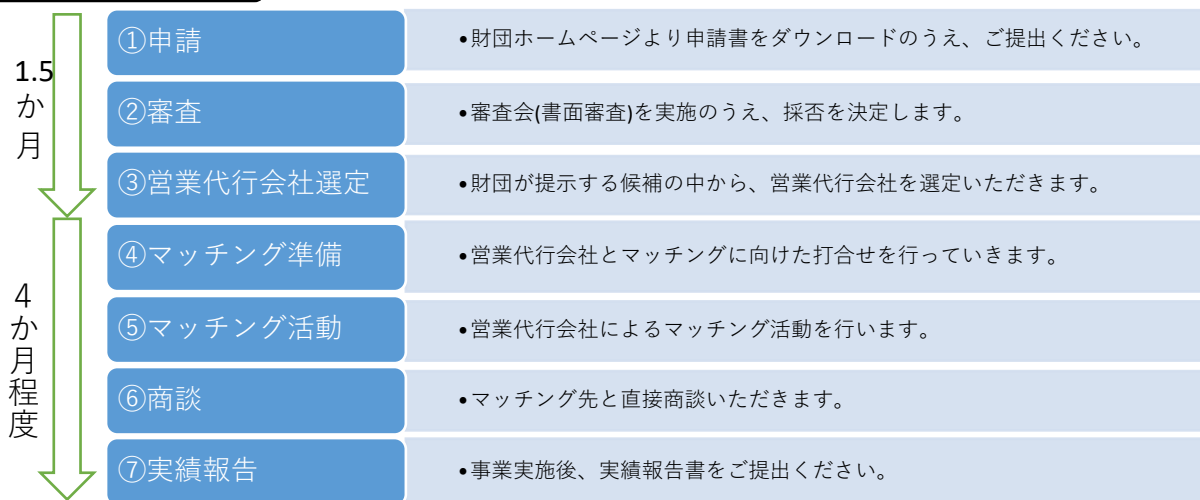 1.5
か
月
①申請
•財団ホームページより申請書をダウンロードのうえ、ご提出ください。
②審査
•審査会(書面審査)を実施のうえ、採否を決定します。
③営業代行会社選定
•財団が提示する候補の中から、営業代行会社を選定いただきます。
4か月程度
④マッチング準備
•営業代行会社とマッチングに向けた打合せを行っていきます。
⑤マッチング活動
•営業代行会社によるマッチング活動を行います。
⑥商談
•マッチング先と直接商談いただきます。
⑦実績報告
•事業実施後、実績報告書をご提出ください。